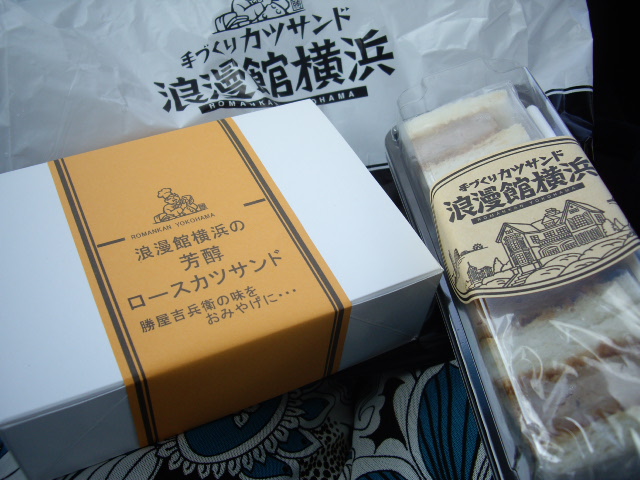 手づくりカツサンド
浪漫館横浜
ROMANKAN YOKOHAMA
ROMANKAN YOKOHAMA
浪漫館横浜の
芳醇
ロースカツサンド
勝屋吉兵衛の味を
おみやげに・・・
手づくりカツサンド
浪漫館横浜
ROMANKAN YOKOHAMA